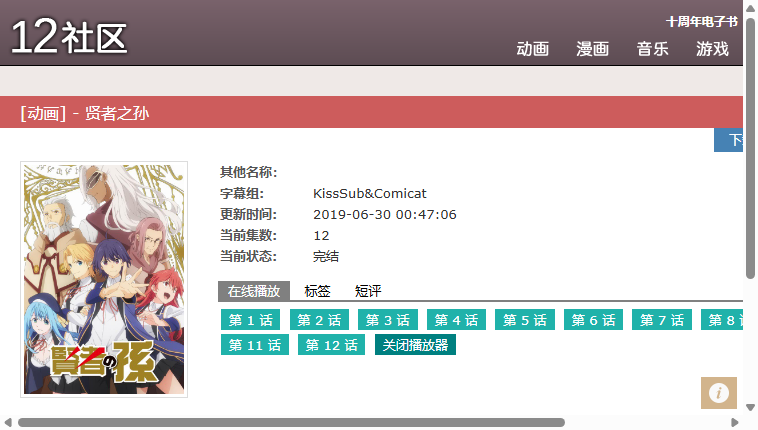 12社区
十周年电子书
动画 漫画 音乐 游戏
[动画] - 贤者之孙
其他名称:
字幕组: KissSub&Comicat
更新时间: 2019-06-30 00:47:06
当前集数: 12
当前状态: 完结
賢者の孫
在线播放 标签 短评
第 1 话 第 2 话 第 3 话 第 4 话 第 5 话 第 6 话 第 7 话 第 8
第 11 话 第 12 话 关闭播放器